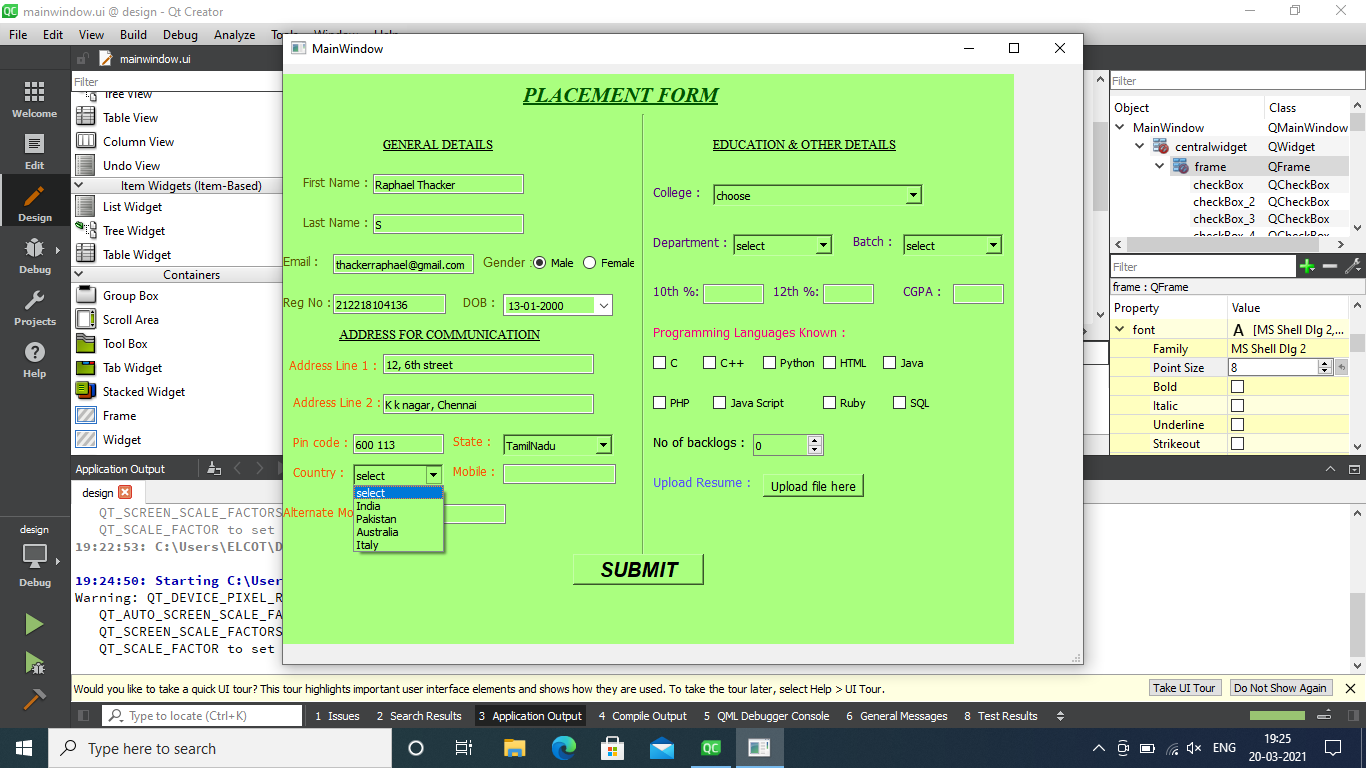 mainwindow.ui @ design - Qt Creator
File Edit View Build Debug Analyze
mainwindow.ui
Filter
Tree View
Table View
Column View
Undo View
Item Widgets (Item-Based)
List Widget
Tree Widget
Table Widget
Containers
Group Box
Scroll Area
Tool Box
Tab Widget
Stacked Widget
Frame
Widget
Welcome
Edit
Design
Debug
Projects
Help
design
Debug
MainWindow
PLACEMENT FORM
GENERAL DETAILS
First Name : Raphael Thacker
Last Name : S
Email : thackerraphael@gmail.com Gender : Male Female
Reg No : 212218104136 DOB : 13-01-2000
ADDRESS FOR COMMUNICATIOIN
Address Line 1 : 12, 6th street
Address Line 2 : K k nagar, Chennai
Pin code : 600 113 State : TamilNadu
Country : select Mobile :
select
India
Pakistan
Australia
Italy
Alternate Mo
EDUCATION & OTHER DETAILS
College : choose
Department : select Batch : select
10th %: 12th %: CGPA :
Programming Languages Known :
C C++ Python HTML Java
PHP Java Script Ruby SQL
No of backlogs : 0
Upload Resume : Upload file here
SUBMIT
Filter
Object Class
MainWindow QMainWindow
centralwidget QWidget
frame QFrame
checkBox QCheckBox
checkBox_2 QCheckBox
checkBox_3 QCheckBox
checkBox_4 QCheckBox
Filter
frame : QFrame
Property Value
font A [MS Shell Dlg 2,...
Family MS Shell Dlg 2
Point Size 8
Bold
Italic
Underline
Strikeout
Application Output
design
QT_SCREEN_SCALE_FACTORS
QT_SCALE_FACTOR to set
19:22:53: C:\Users\ELCOT\D
19:24:50: Starting C:\User
Warning: QT_DEVICE_PIXEL_R
QT_AUTO_SCREEN_SCALE_FA
QT_SCREEN_SCALE_FACTORS
QT_SCALE_FACTOR to set
Would you like to take a quick UI tour? This tour highlights important user interface elements and shows how they are used. To take the tour later, select Help > UI Tour. Take UI Tour Do Not Show Again
Type to locate (Ctrl+K) 1 Issues 2 Search Results 3 Application Output 4 Compile Output 5 QML Debugger Console 6 General Messages 8 Test Results
Type here to search
QC
ENG
19:25
20-03-2021